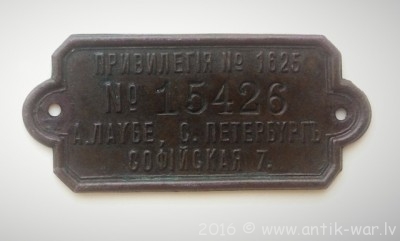 ПРИВИЛЕГІЯ № 1625
№ 15426
А.ЛАУБЕ, С. ПЕТЕРБУРГЪ
СОФІЙСКАЯ 7.
2016 © www.antik-war.lv